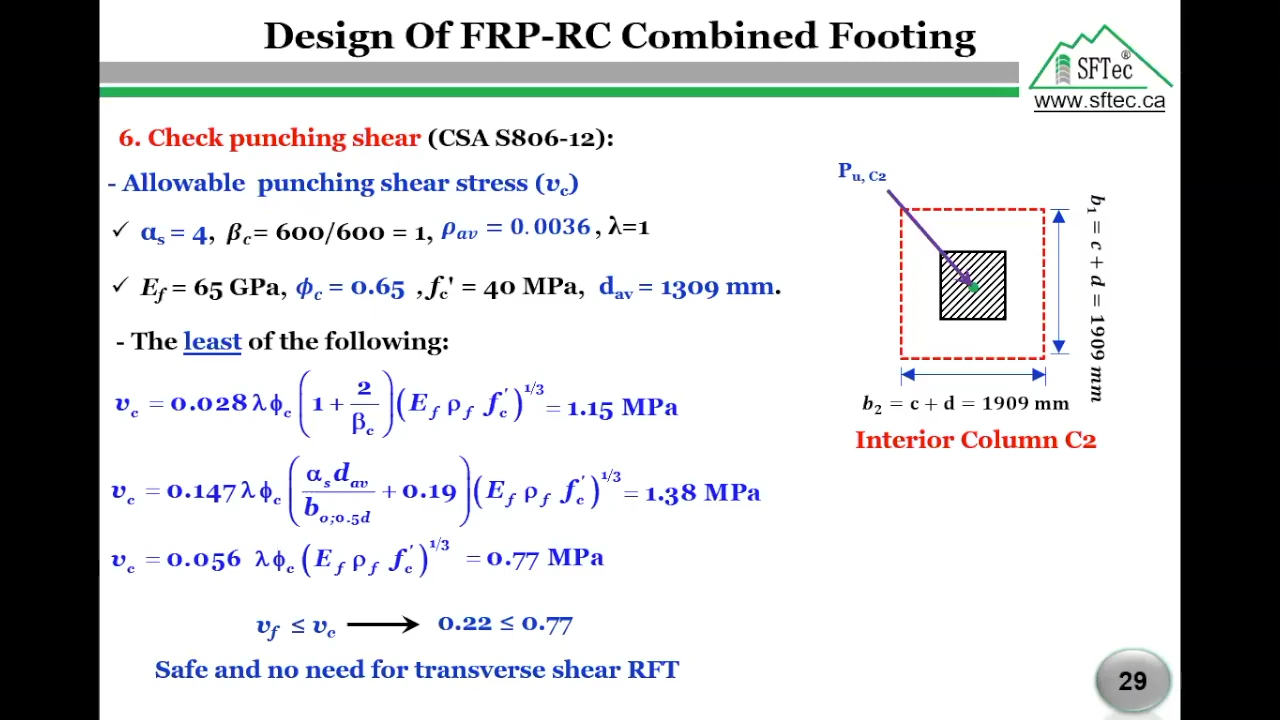 Design Of FRP-RC Combined Footing
SFTec®
www.sftec.ca
6. Check punching shear (CSA S806-12):
- Allowable punching shear stress (vc)
✓ αs = 4, βc = 600/600 = 1, ρav = 0.0036 , λ=1
✓ Ef = 65 GPa, ϕc = 0.65 , fc' = 40 MPa, dav = 1309 mm.
- The least of the following:
vc = 0.028 λ ϕc (1 + 2/βc) (Ef ρf f'c)^1/3 = 1.15 MPa
vc = 0.147 λ ϕc (αs dav / bo;0.5d + 0.19) (Ef ρf f'c)^1/3 = 1.38 MPa
vc = 0.056 λϕc (Ef ρf f'c)^1/3 = 0.77 MPa
vf ≤ vc ⟶ 0.22 ≤ 0.77
Safe and no need for transverse shear RFT
Pu, C2
b1 = c + d = 1909 mm
b2 = c + d = 1909 mm
Interior Column C2
29